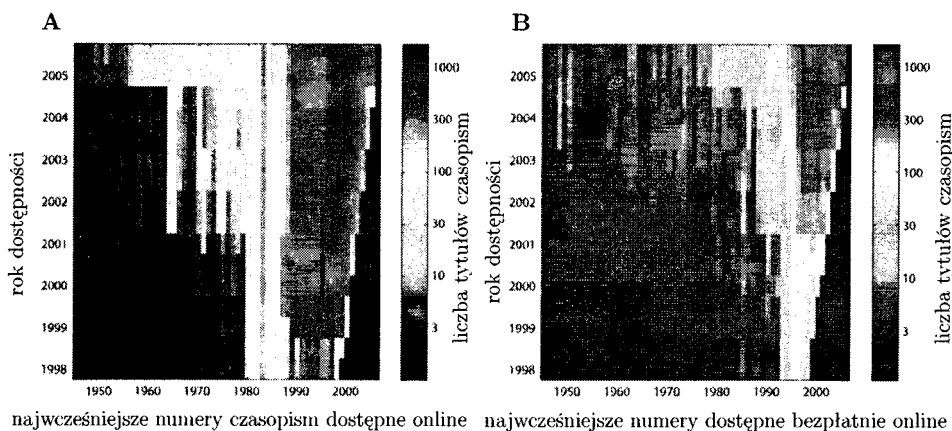 A
B
2005
2004
2003
2002
2001
2000
1999
1998
1950 1960 1970 1980 1990 2000
rok dostępności
1000
300
100
30
10
3
liczba tytułów czasopism
najwcześniejsze numery czasopism dostępne online
2005
2004
2003
2002
2001
2000
1999
1998
1950 1960 1970 1980 1990 2000
rok dostępności
1000
300
100
30
10
3
liczba tytułów czasopism
najwcześniejsze numery dostępne bezpłatnie online